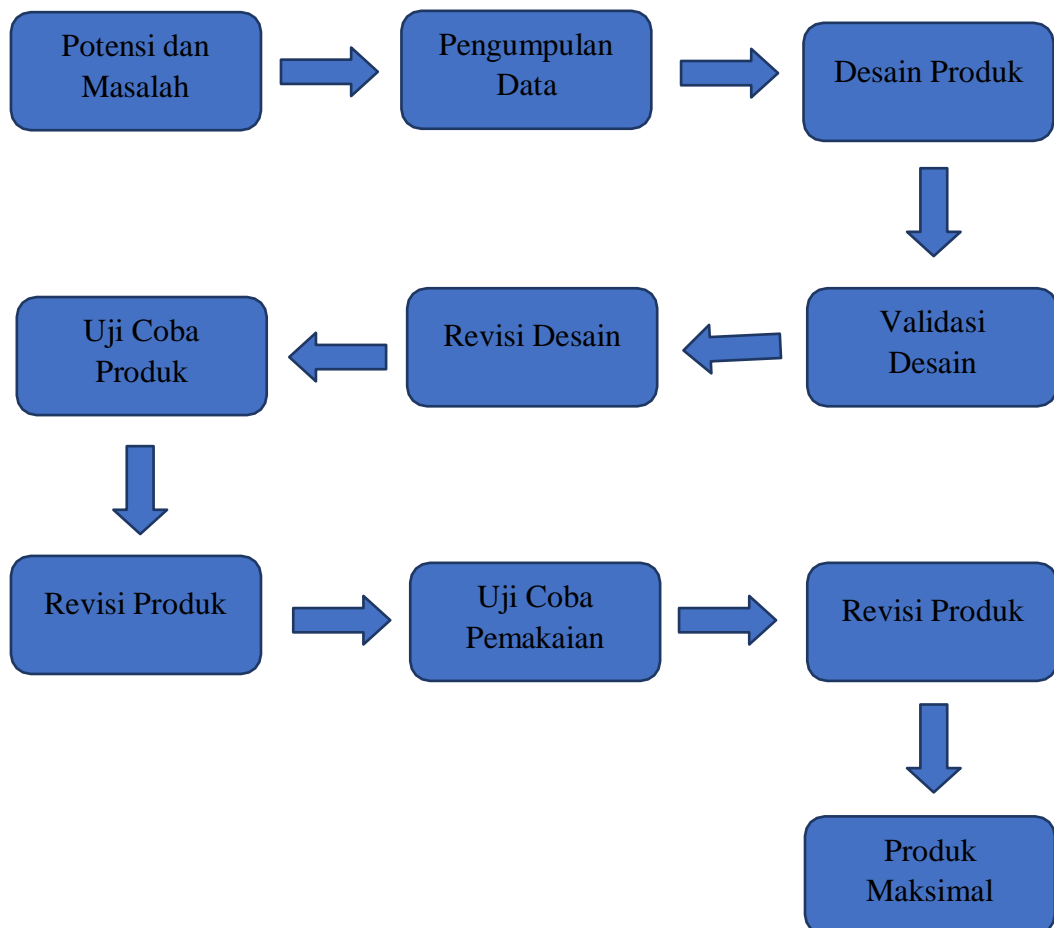 Potensi dan
Masalah
Pengumpulan
Data
Desain Produk
Validasi
Desain
Revisi Desain
Uji Coba
Produk
Revisi Produk
Uji Coba
Pemakaian
Revisi Produk
Produk
Maksimal